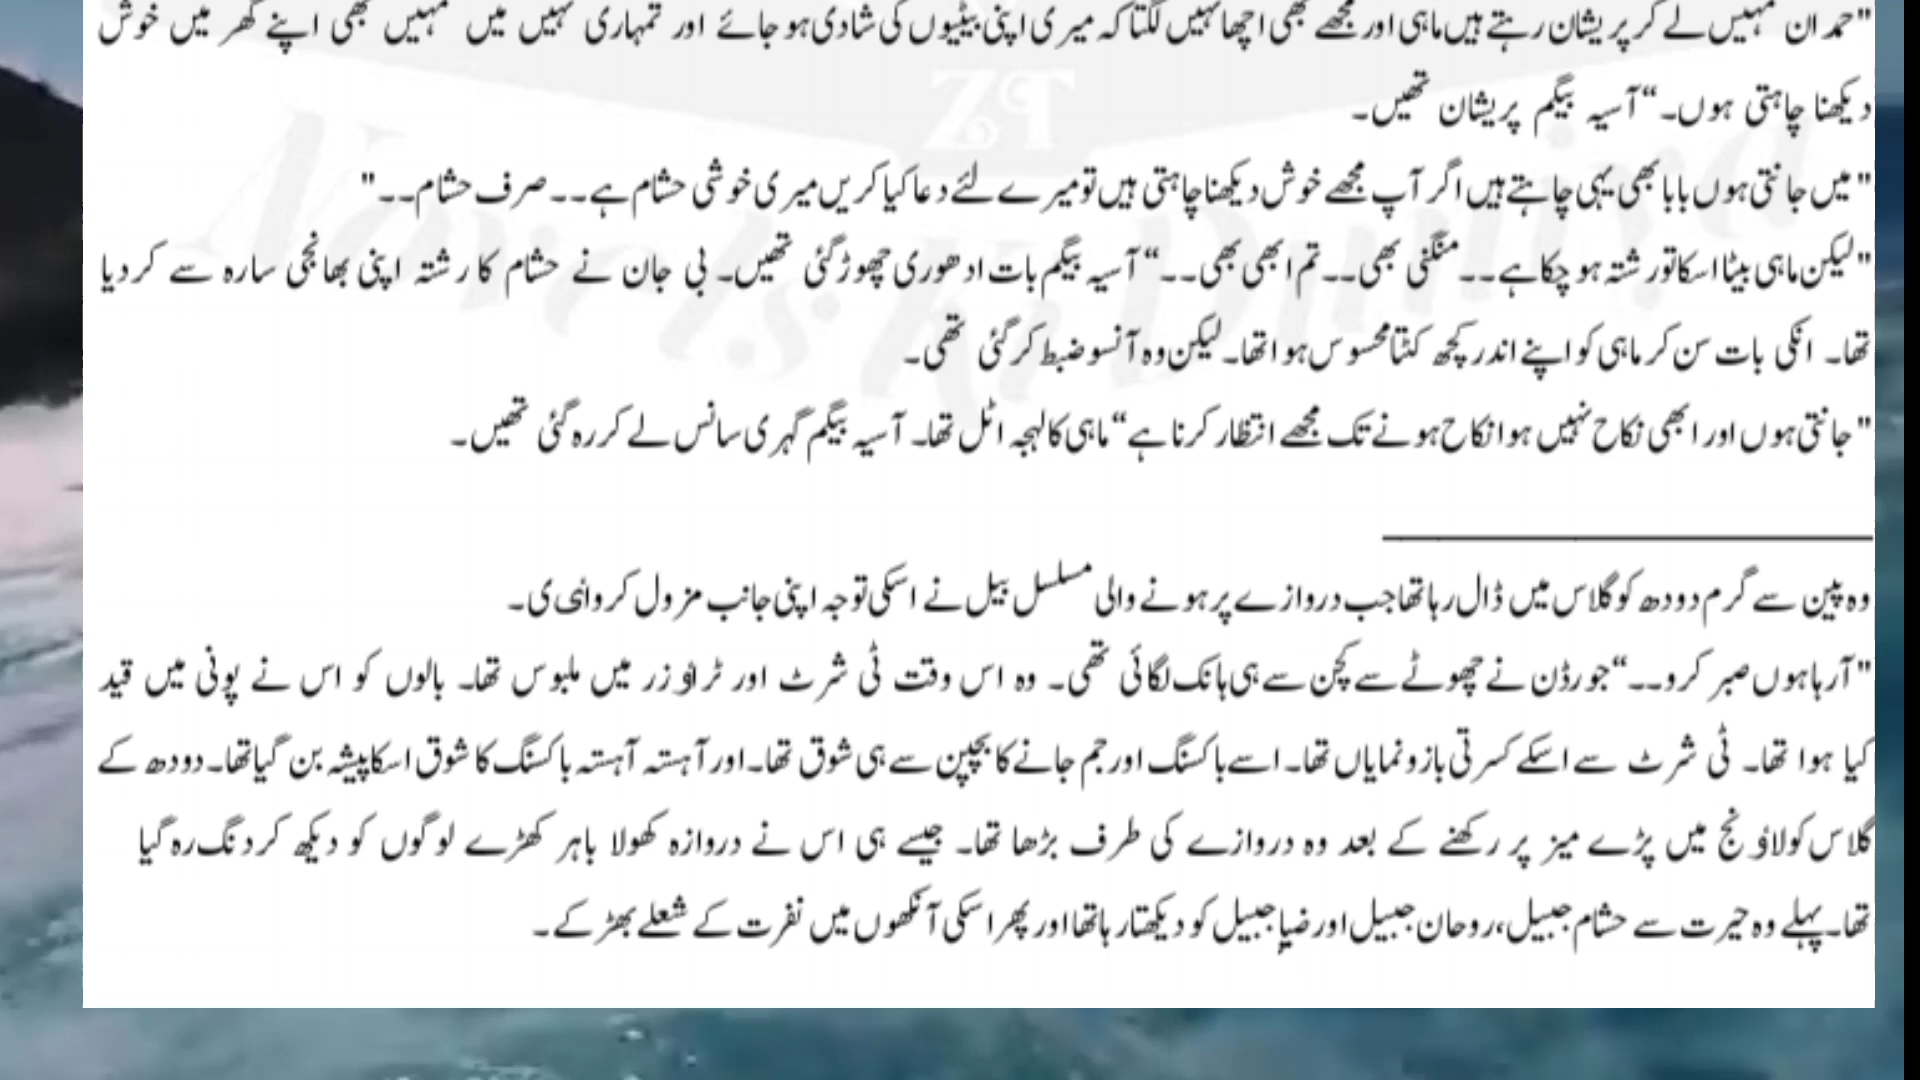 "حمدان تمہیں لے کر پریشان رہتے ہیں ماہی اور مجھے بھی اچھا نہیں لگتا کہ میری اپنی بیٹیوں کی شادی ہو جائے اور تمہاری نہیں میں تمہیں بھی اپنے گھر میں خوش
دیکھنا چاہتی ہوں۔“ آسیہ بیگم پریشان تھیں۔
"میں جانتی ہوں بابا بھی یہی چاہتے ہیں اگر آپ مجھے خوش دیکھنا چاہتی ہیں تو میرے لئے دعا کیا کریں میری خوشی حشام ہے۔۔ صرف حشام۔۔"
"لیکن ماہی بیٹا اسکا تو رشتہ ہو چکا ہے۔۔ منگنی بھی۔۔ تم ابھی بھی۔۔“ آسیہ بیگم بات ادھوری چھوڑ گئی تھیں۔ بی جان نے حشام کا رشتہ اپنی بھانجی سارہ سے کر دیا
تھا۔ انکی بات سن کر ماہی کو اپنے اندر کچھ کٹتا محسوس ہوا تھا۔ لیکن وہ آنسو ضبط کر گئی تھی۔
"جانتی ہوں اور ابھی نکاح نہیں ہوا نکاح ہونے تک مجھے انتظار کرنا ہے“ ماہی کا لہجہ اٹل تھا۔ آسیہ بیگم گہری سانس لے کر رہ گئی تھیں۔
وہ پین سے گرم دودھ کو گلاس میں ڈال رہا تھا جب دروازے پر ہونے والی مسلسل بیل نے اسکی توجہ اپنی جانب مزول کروائی ی۔
"آ رہا ہوں صبر کرو۔۔“ جورڈن نے چھوٹے سے کچن سے ہی ہانک لگائی تھی۔ وہ اس وقت ٹی شرٹ اور ٹراؤزر میں ملبوس تھا۔ بالوں کو اس نے پونی میں قید
کیا ہوا تھا۔ ٹی شرٹ سے اسکے کسرتی بازو نمایاں تھا۔ اسے باکسنگ اور جم جانے کا بچپن سے ہی شوق تھا۔ اور آہستہ آہستہ باکسنگ کا شوق اسکا پیشہ بن گیا تھا۔ دودھ کے
گلاس کو لاؤنج میں پڑے میز پر رکھنے کے بعد وہ دروازے کی طرف بڑھا تھا۔ جیسے ہی اس نے دروازہ کھولا باہر کھڑے لوگوں کو دیکھ کر دنگ رہ گیا
تھا۔ پہلے وہ حیرت سے حشام جبیل، روحان جبیل اور ضیا جبیل کو دیکھتا رہا تھا اور پھر اسکی آنکھوں میں نفرت کے شعلے بھڑکے۔
ZT
Novels Ki Duniya